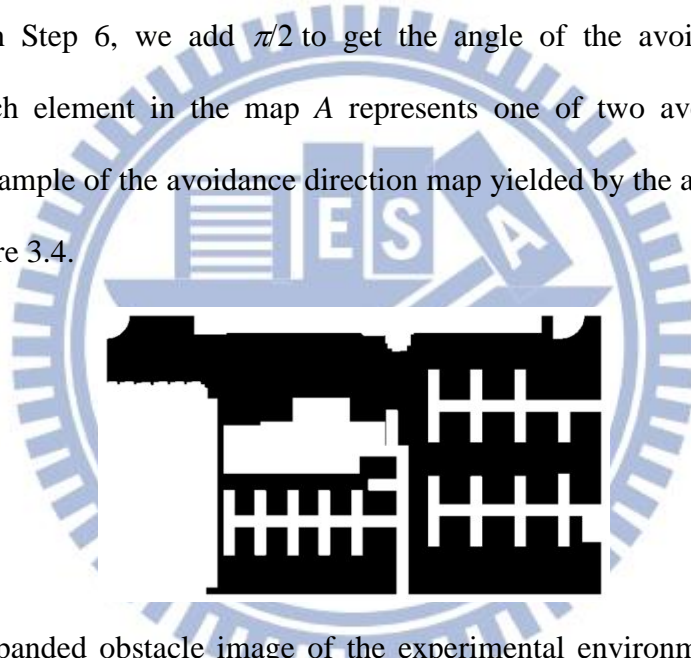 n Step 6, we add π/2 to get the angle of the avoi
ch element in the map A represents one of two av
ample of the avoidance direction map yielded by the a
re 3.4.
E S A
panded obstacle image of the experimental environm